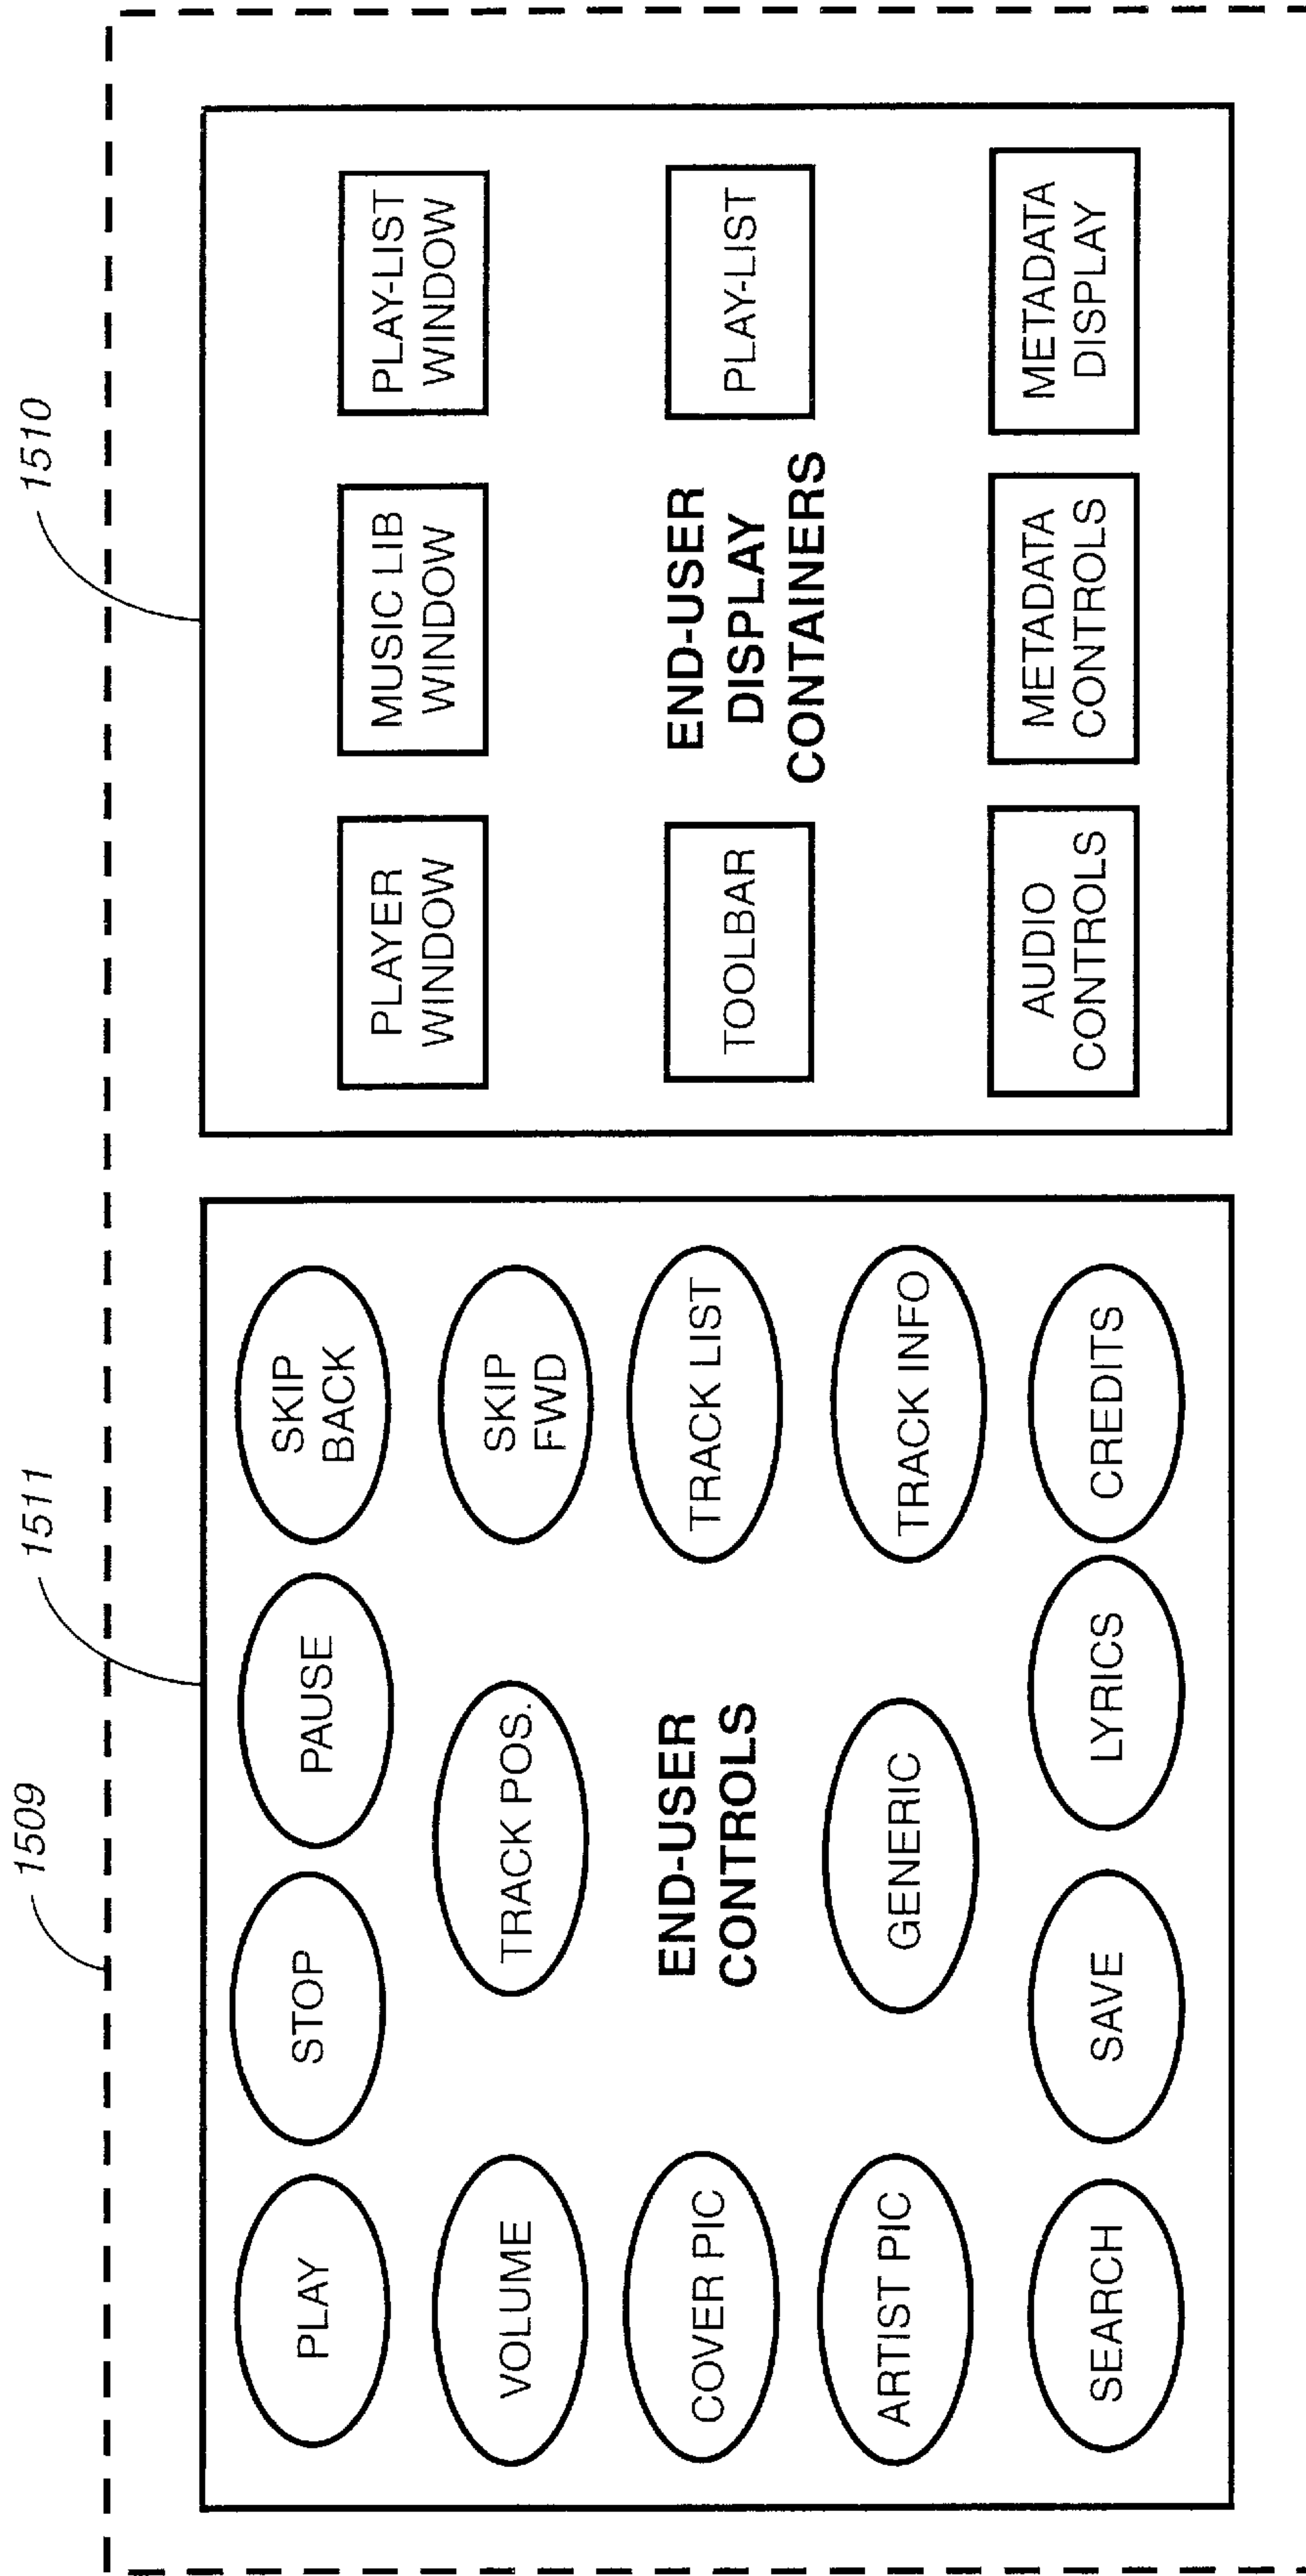 1509
1511
1510
PLAY
STOP
PAUSE
SKIP
BACK
VOLUME
TRACK POS.
SKIP
FWD
COVER PIC
END-USER
CONTROLS
TRACK LIST
ARTIST PIC
GENERIC
TRACK INFO
SEARCH
SAVE
LYRICS
CREDITS
PLAYER
WINDOW
MUSIC LIB
WINDOW
PLAY-LIST
WINDOW
TOOLBAR
END-USER
DISPLAY
CONTAINERS
PLAY-LIST
AUDIO
CONTROLS
METADATA
CONTROLS
METADATA
DISPLAY